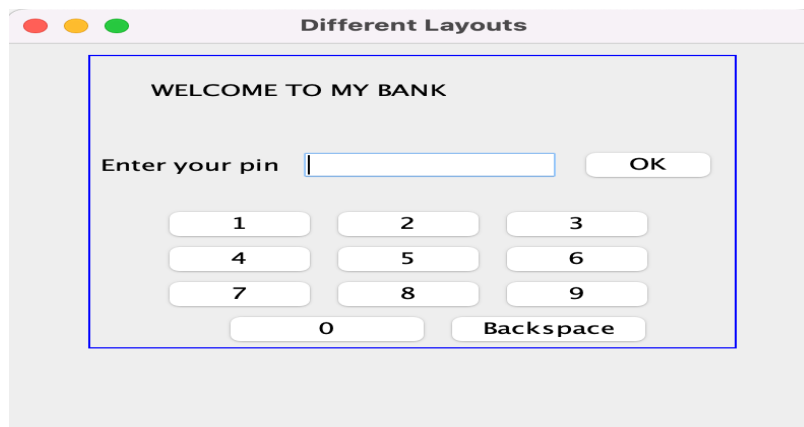 Different Layouts
WELCOME TO MY BANK
Enter your pin OK
1 2 3
4 5 6
7 8 9
0 Backspace